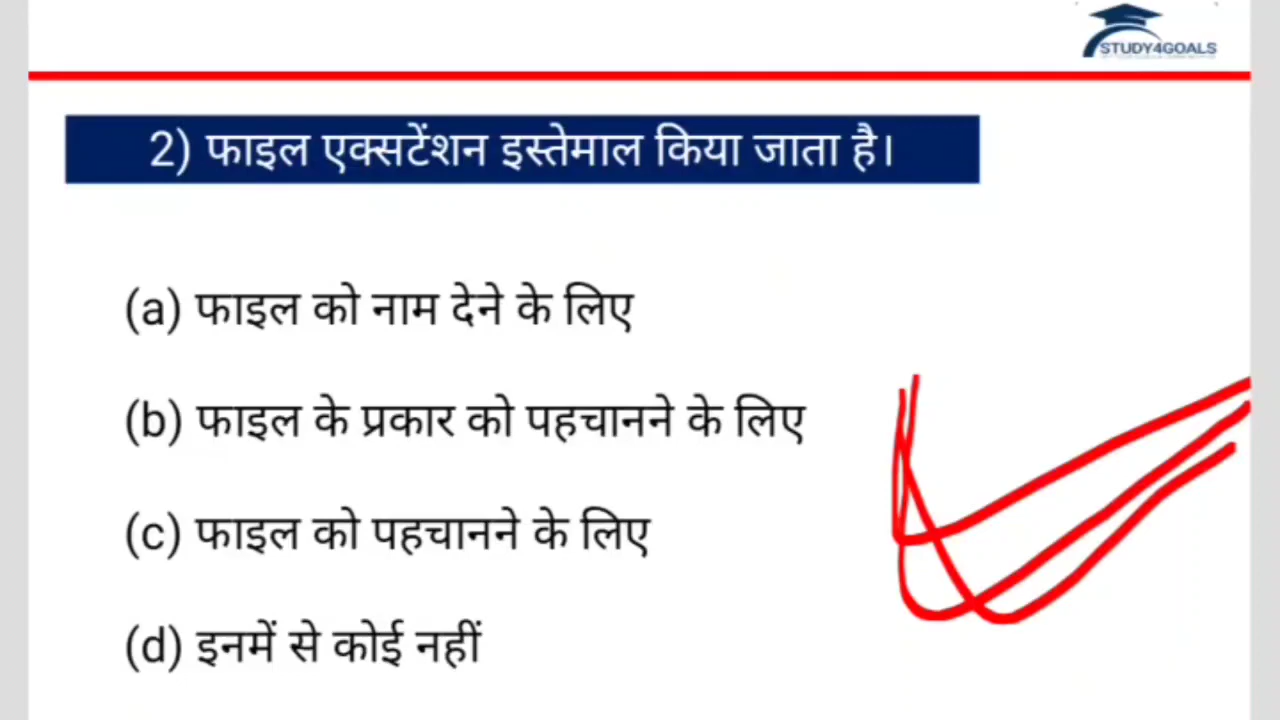 STUDY4GOALS
2) फाइल एक्सटेंशन इस्तेमाल किया जाता है।
(a) फाइल को नाम देने के लिए
(b) फाइल के प्रकार को पहचानने के लिए
(c) फाइल को पहचानने के लिए
(d) इनमें से कोई नहीं